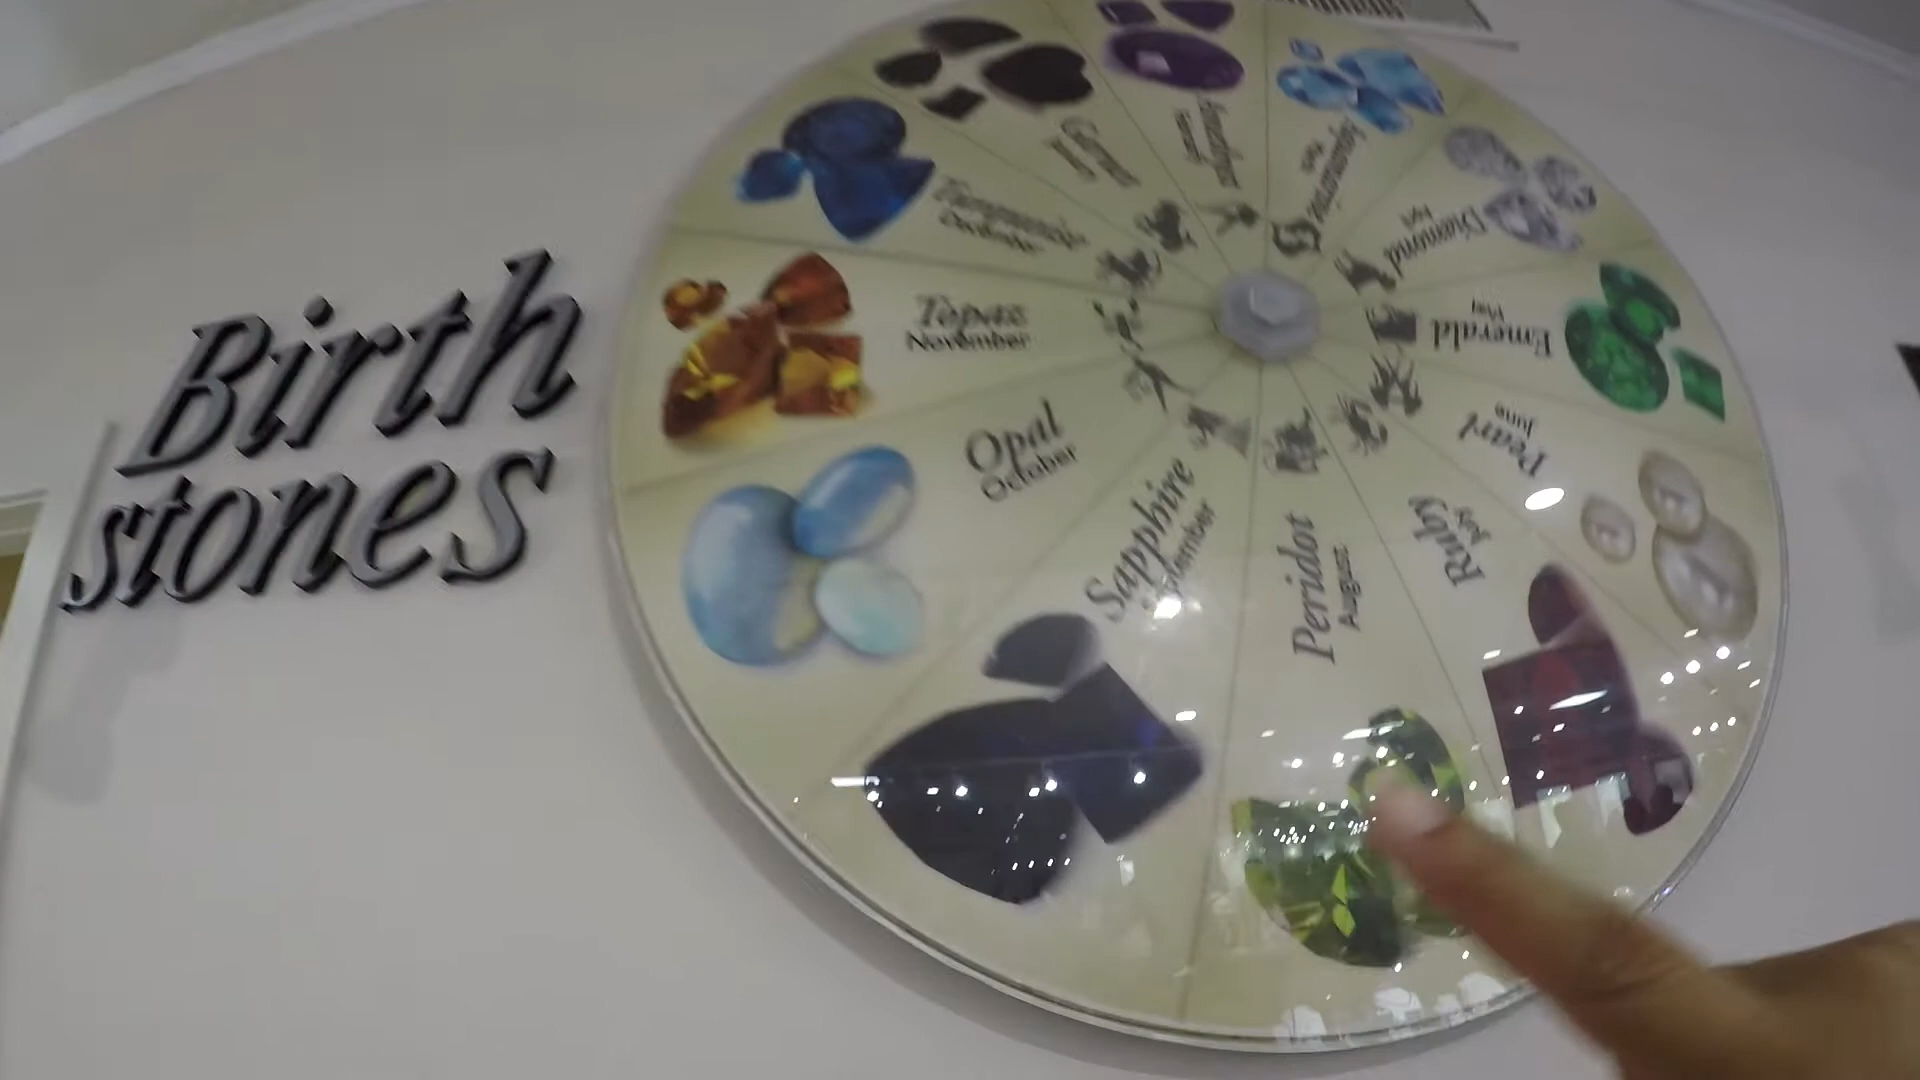 Birth
stones
Garnet
Amethyst
Aquamarine
Diamond
April
Emerald
May
Pearl
June
Ruby
July
Peridot
August
Sapphire
Opal
October
Topaz
November
Turquoise
December